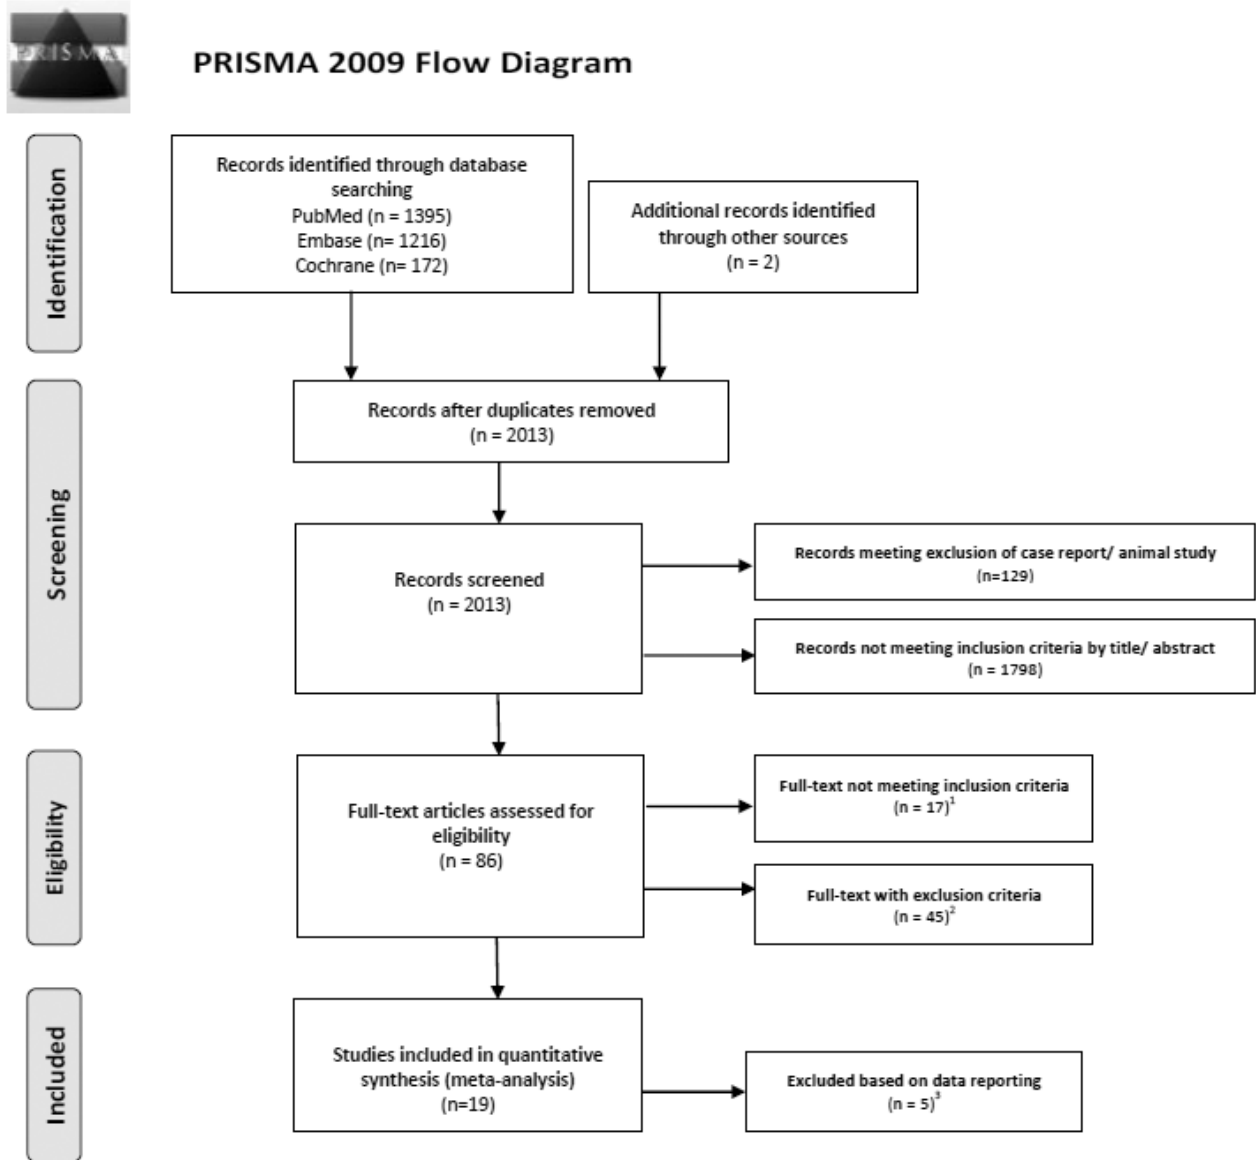 PRISMA
PRISMA 2009 Flow Diagram
Identification
Records identified through database
searching
PubMed (n = 1395)
Embase (n= 1216)
Cochrane (n= 172)
Additional records identified
through other sources
(n = 2)
Screening
Records after duplicates removed
(n = 2013)
Records screened
(n = 2013)
Records meeting exclusion of case report/ animal study
(n=129)
Records not meeting inclusion criteria by title/ abstract
(n = 1798)
Eligibility
Full-text articles assessed for
eligibility
(n = 86)
Full-text not meeting inclusion criteria
(n = 17)¹
Full-text with exclusion criteria
(n = 45)²
Included
Studies included in quantitative
synthesis (meta-analysis)
(n=19)
Excluded based on data reporting
(n = 5)³